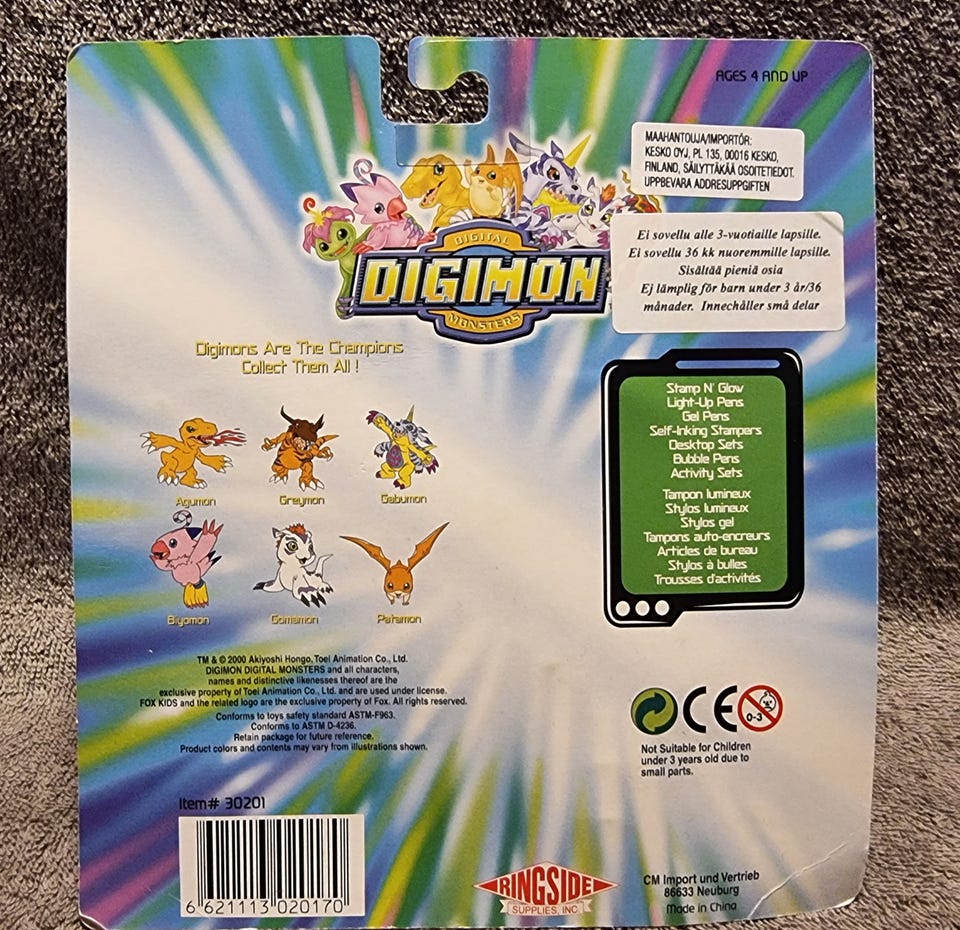 AGES 4 AND UP
MAAHANTOUJA/IMPORTÖR:
KESKO OYJ, PL 135, 00016 KESKO,
FINLAND, SÄILYTTÄKÄÄ OSOITETIEDOT.
UPPBEVARA ADDRESUPPGIFTEN
DIGITAL
DIGIMON
MONSTERS
Ei sovellu alle 3-vuotiaille lapsille.
Ei sovellu 36 kk nuoremmille lapsille.
Sisältää pieniä osia
Ej lämplig för barn under 3 år/36
månader. Innechåller små delar
Digimons Are The Champions
Collect Them All !
Agumon
Greymon
Gabumon
Biyomon
Gomamon
Patamon
Stamp N' Glow
Light-Up Pens
Gel Pens
Self-Inking Stampers
Desktop Sets
Bubble Pens
Activity Sets
Tampon lumineux
Stylos lumineux
Stylos gel
Tampons auto-encreurs
Articles de bureau
Stylos à bulles
Trousses d'activités
TM & © 2000 Akiyoshi Hongo, Toei Animation Co., Ltd.
DIGIMON DIGITAL MONSTERS and all characters,
names and distinctive likenesses thereof are the
exclusive property of Toei Animation Co., Ltd. and are used under license.
FOX KIDS and the related logo are the exclusive property of Fox. All rights reserved.
Conforms to toys safety standard ASTM-F963.
Conforms to ASTM D-4236.
Retain package for future reference.
Product colors and contents may vary from illustrations shown.
CE
0-3
Not Suitable for Children
under 3 years old due to
small parts.
Item# 30201
6 621113 020170
RINGSIDE
SUPPLIES, INC
CM Import und Vertrieb
86633 Neuburg
Made in China